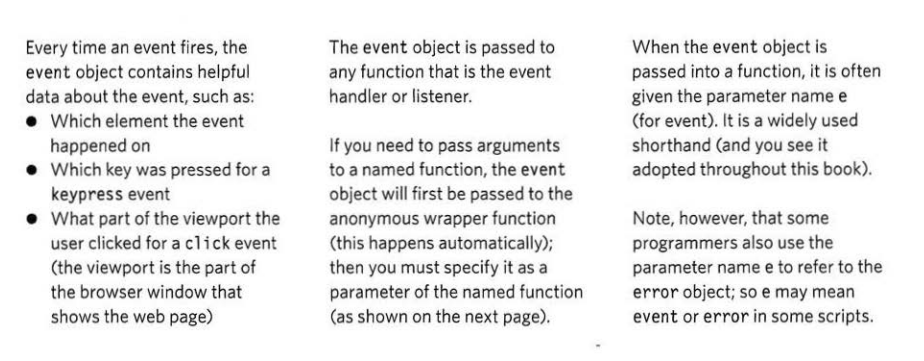 Every time an event fires, the
event object contains helpful
data about the event, such as:
● Which element the event
happened on
● Which key was pressed for a
keypress event
● What part of the viewport the
user clicked for a click event
(the viewport is the part of
the browser window that
shows the web page)
The event object is passed to
any function that is the event
handler or listener.
If you need to pass arguments
to a named function, the event
object will first be passed to the
anonymous wrapper function
(this happens automatically);
then you must specify it as a
parameter of the named function
(as shown on the next page).
When the event object is
passed into a function, it is often
given the parameter name e
(for event). It is a widely used
shorthand (and you see it
adopted throughout this book).
Note, however, that some
programmers also use the
parameter name e to refer to the
error object; so e may mean
event or error in some scripts.